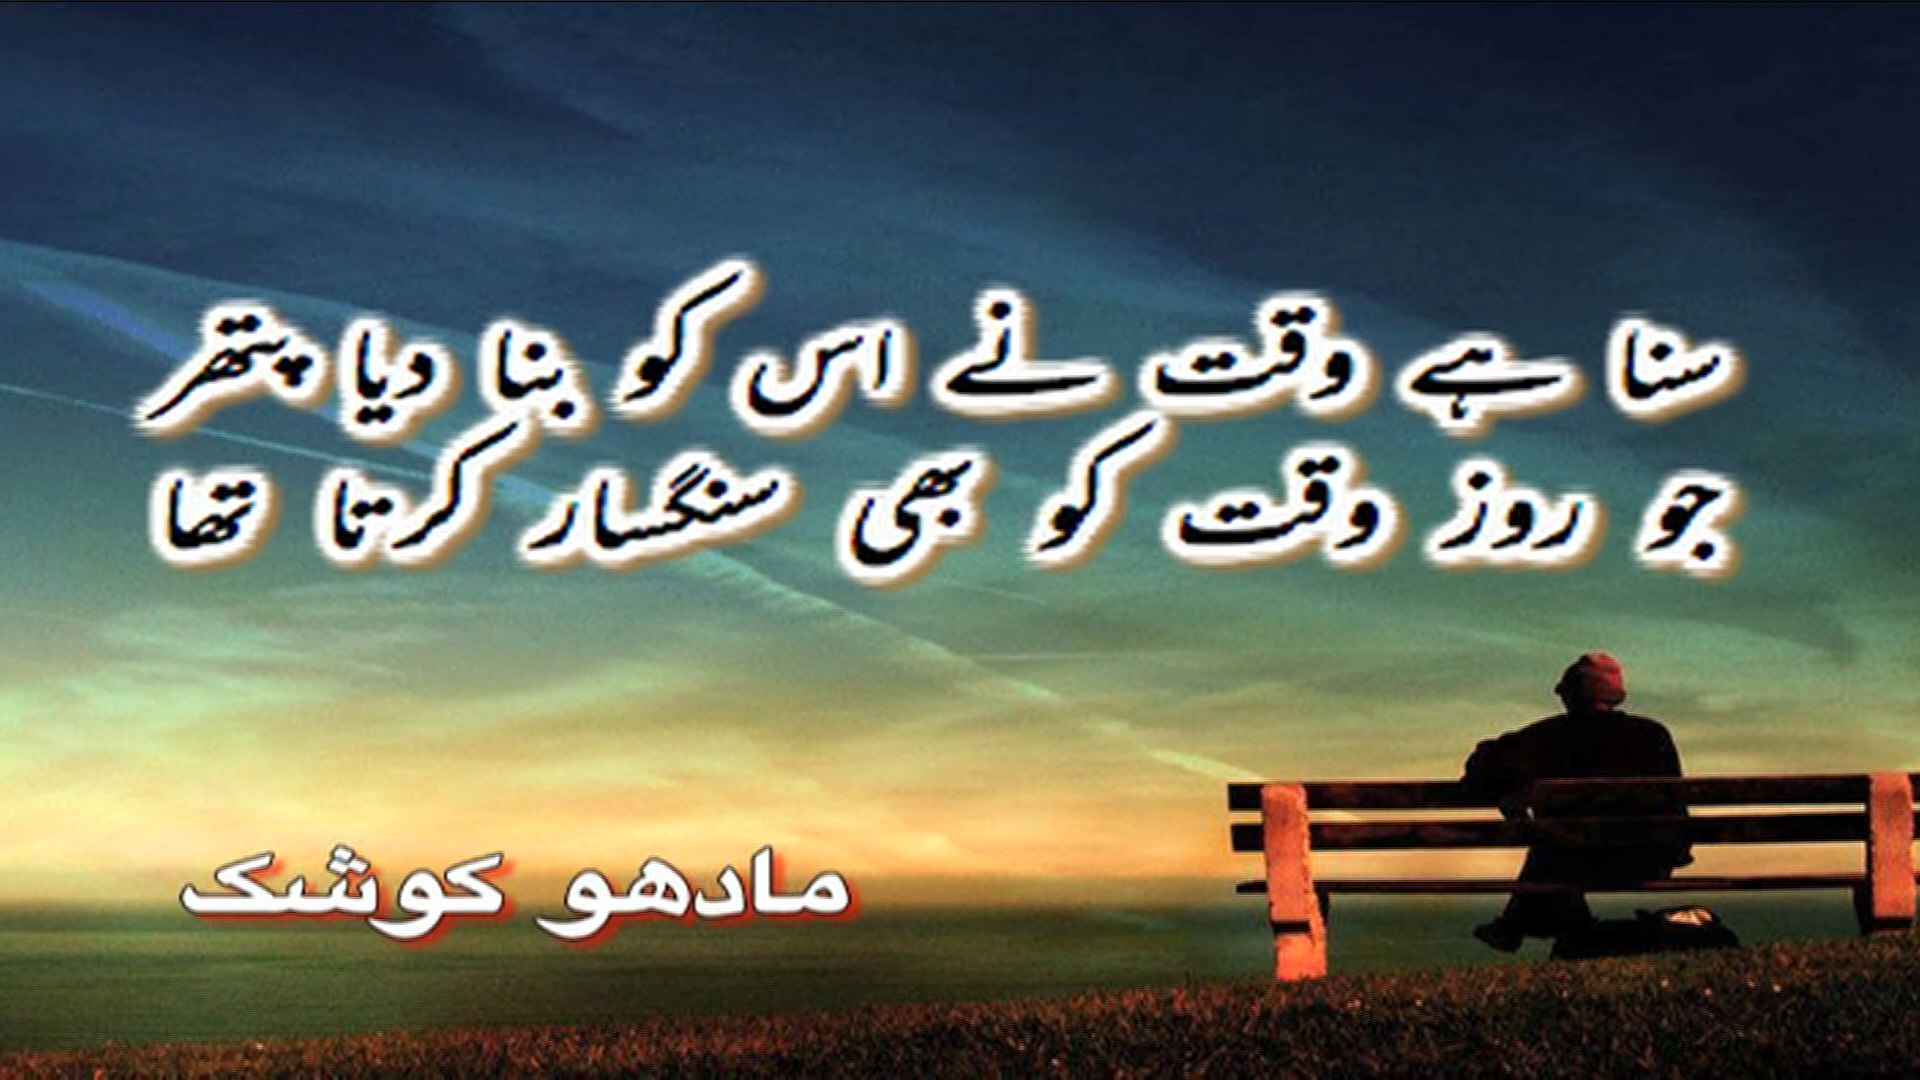 سنا ہے وقت نے اس کو بنا دیا پتھر
جو روز وقت کو بھی سنگسار کرتا تھا
مادھو کوشک